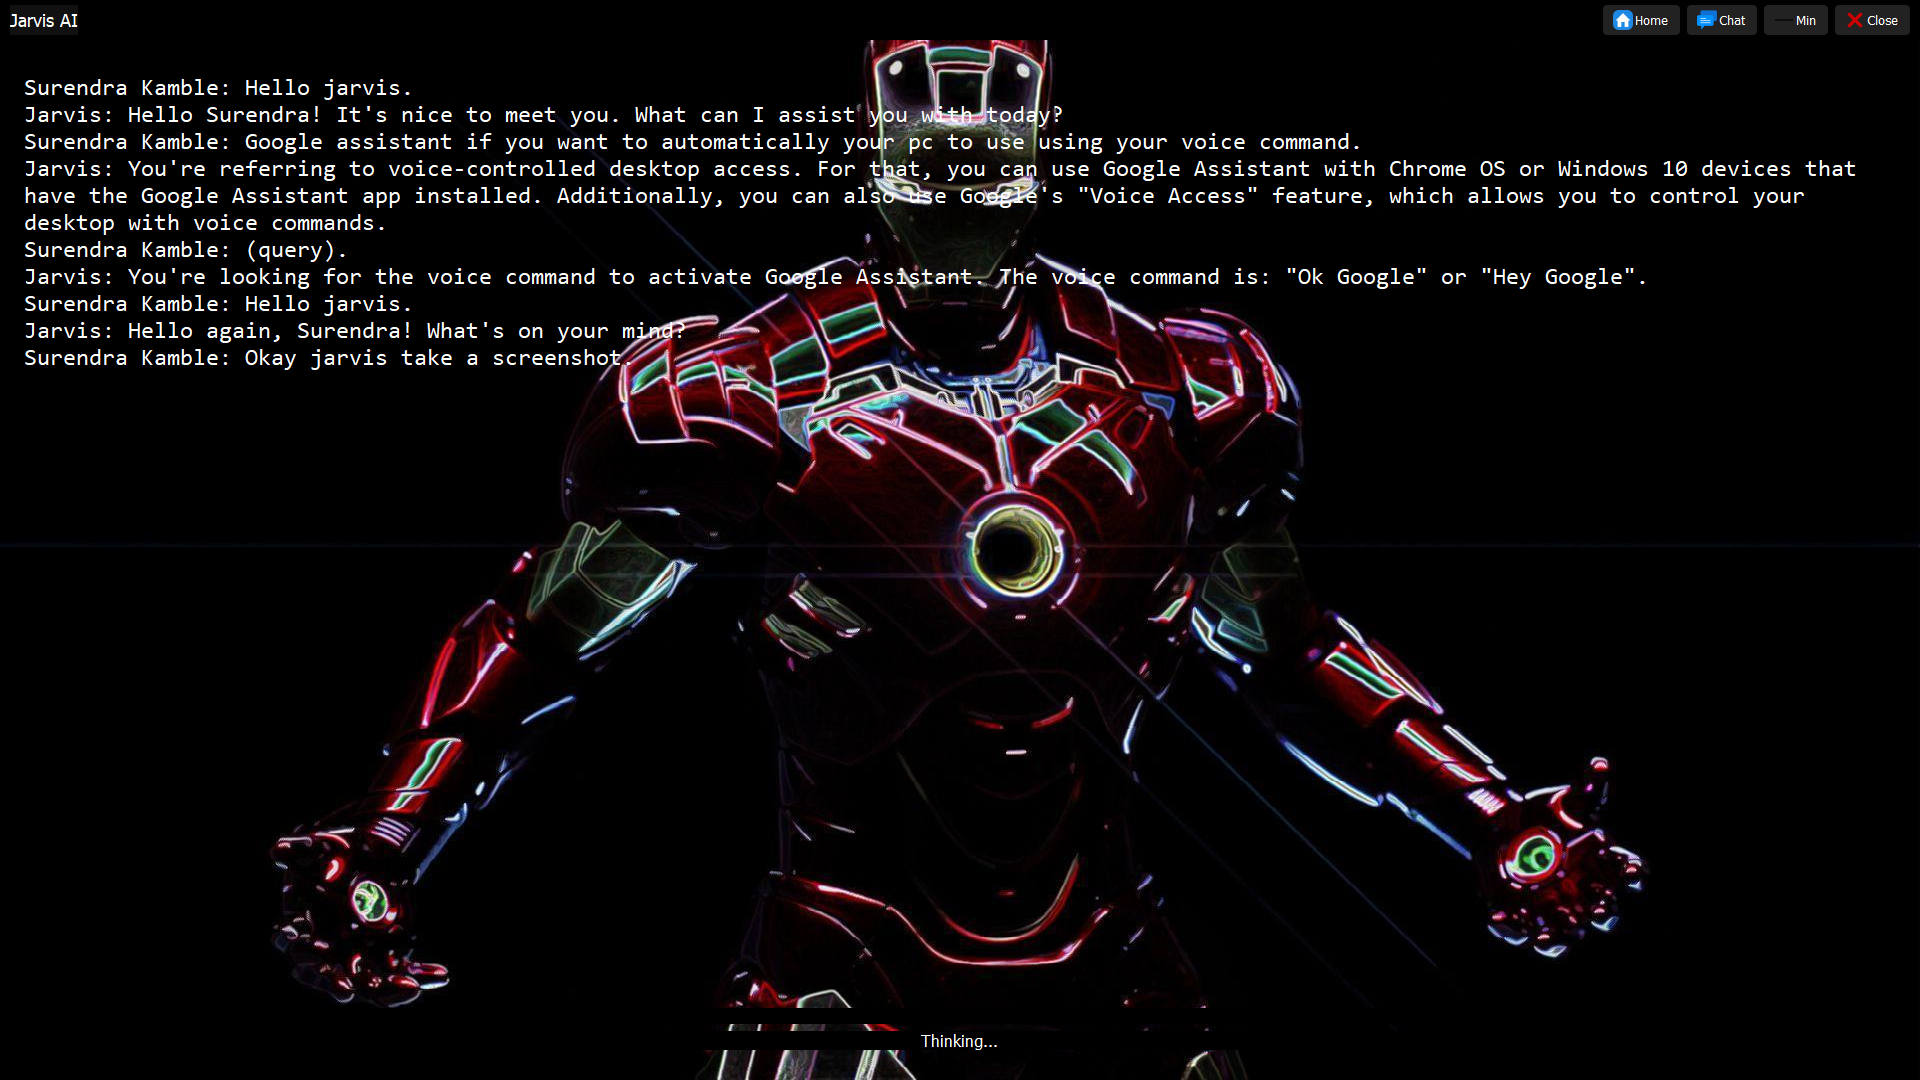 Jarvis AI
Home
Chat
Min
Close
Surendra Kamble: Hello jarvis.
Jarvis: Hello Surendra! It's nice to meet you. What can I assist you with today?
Surendra Kamble: Google assistant if you want to automatically your pc to use using your voice command.
Jarvis: You're referring to voice-controlled desktop access. For that, you can use Google Assistant with Chrome OS or Windows 10 devices that
have the Google Assistant app installed. Additionally, you can also use Google's "Voice Access" feature, which allows you to control your
desktop with voice commands.
Surendra Kamble: (query).
Jarvis: You're looking for the voice command to activate Google Assistant. The voice command is: "Ok Google" or "Hey Google".
Surendra Kamble: Hello jarvis.
Jarvis: Hello again, Surendra! What's on your mind?
Surendra Kamble: Okay jarvis take a screenshot.
Thinking...